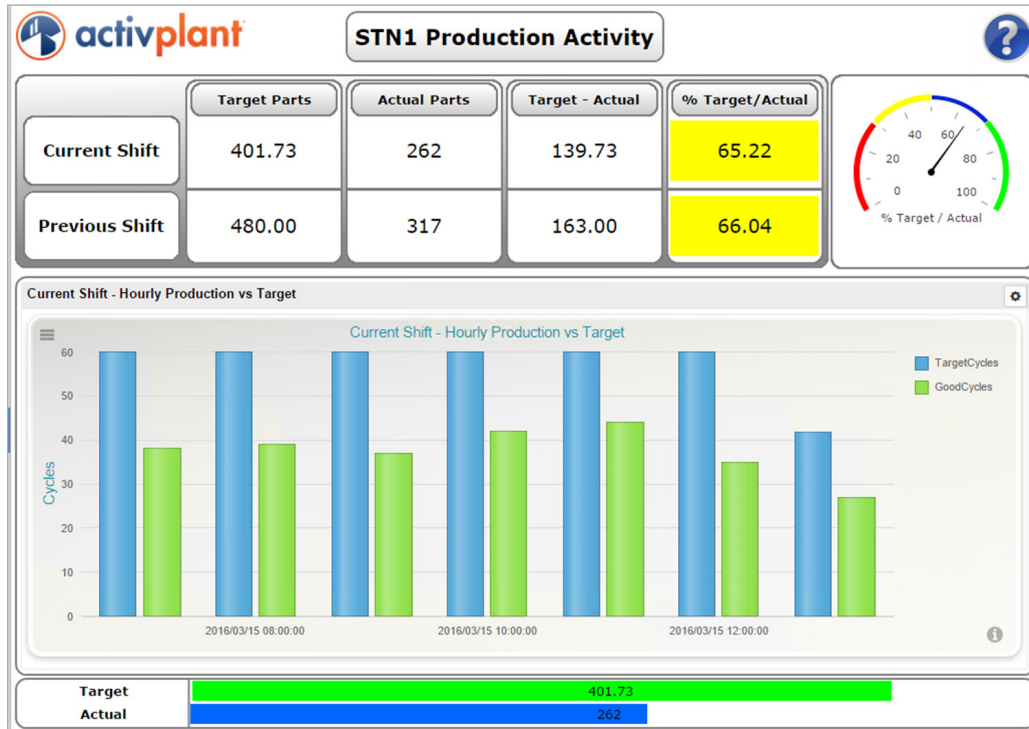 activplant
STN1 Production Activity
?
Target Parts Actual Parts Target - Actual % Target/Actual
Current Shift 401.73 262 139.73 65.22
Previous Shift 480.00 317 163.00 66.04
0 20 40 60 80 100
% Target / Actual
Current Shift - Hourly Production vs Target
Current Shift - Hourly Production vs Target
60
50
40
30
20
10
0
Cycles
TargetCycles
GoodCycles
2016/03/15 08:00:00 2016/03/15 10:00:00 2016/03/15 12:00:00
Target 401.73
Actual 262